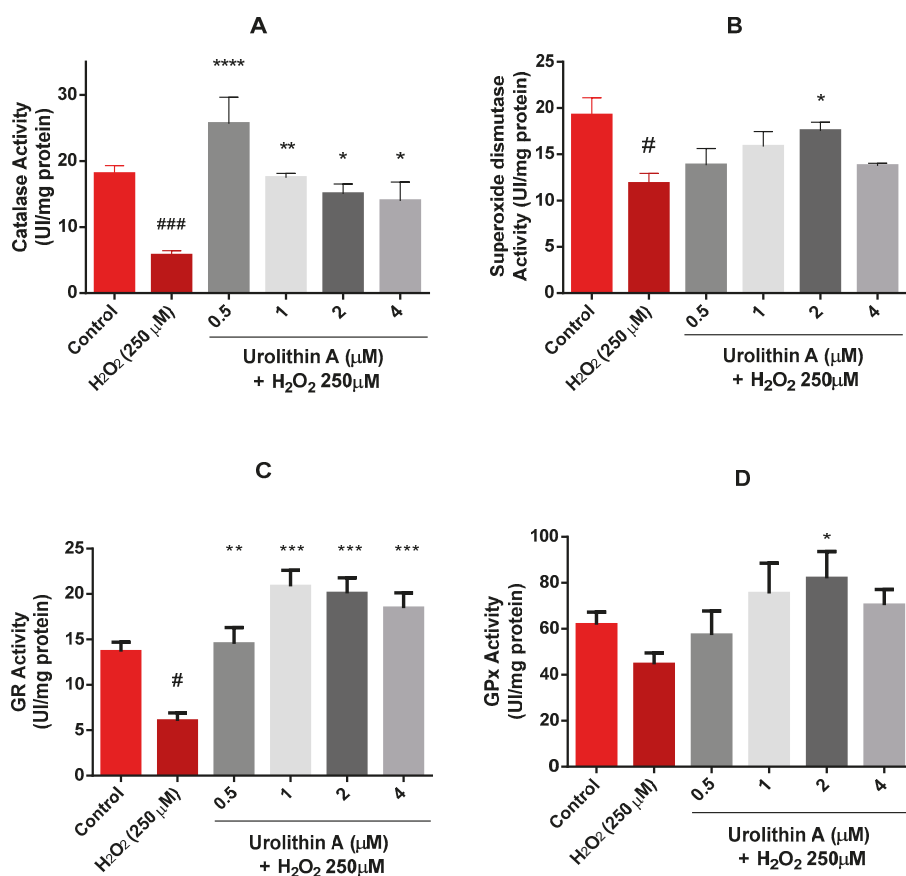 A
Catalase Activity
(UI/mg protein)
30
20
10
0
****
###
**
*
*
Control
H₂O₂ (250 μM)
0.5
1
2
4
Urolithin A (μM)
+ H₂O₂ 250μM
B
Superoxide dismutase
Activity (UI/mg protein)
25
20
15
10
5
0
#
*
Control
H₂O₂ (250 μM)
0.5
1
2
4
Urolithin A (μM)
+ H₂O₂ 250μM
C
GR Activity
(UI/mg protein)
25
20
15
10
5
0
#
**
***
***
***
Control
H₂O₂ (250 μM)
0.5
1
2
4
Urolithin A (μM)
+ H₂O₂ 250μM
D
GPx Activity
(UI/mg protein)
100
80
60
40
20
0
*
Control
H₂O₂ (250 μM)
0.5
1
2
4
Urolithin A (μM)
+ H₂O₂ 250μM